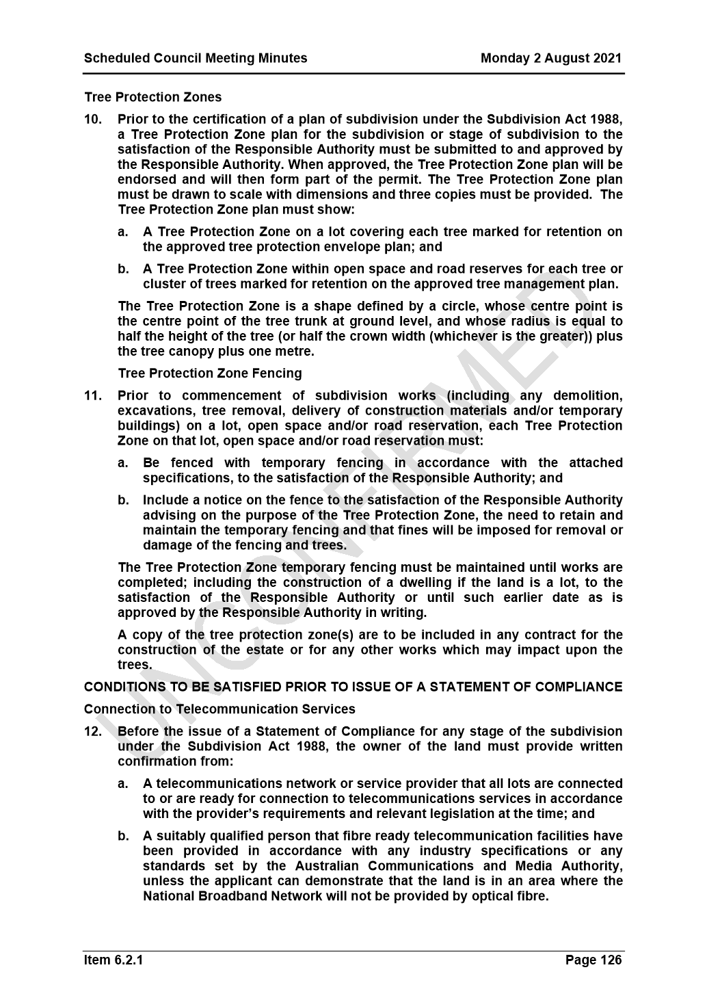 Scheduled Council Meeting Minutes Monday 2 August 2021
Tree Protection Zones
10. Prior to the certification of a plan of subdivision under the Subdivision Act 1988,
a Tree Protection Zone plan for the subdivision or stage of subdivision to the
satisfaction of the Responsible Authority must be submitted to and approved by
the Responsible Authority. When approved, the Tree Protection Zone plan will be
endorsed and will then form part of the permit. The Tree Protection Zone plan
must be drawn to scale with dimensions and three copies must be provided. The
Tree Protection Zone plan must show:
a. A Tree Protection Zone on a lot covering each tree marked for retention on
the approved tree protection envelope plan; and
b. A Tree Protection Zone within open space and road reserves for each tree or
cluster of trees marked for retention on the approved tree management plan.
The Tree Protection Zone is a shape defined by a circle, whose centre point is
the centre point of the tree trunk at ground level, and whose radius is equal to
half the height of the tree (or half the crown width (whichever is the greater)) plus
the tree canopy plus one metre.
Tree Protection Zone Fencing
11. Prior to commencement of subdivision works (including any demolition,
excavations, tree removal, delivery of construction materials and/or temporary
buildings) on a lot, open space and/or road reservation, each Tree Protection
Zone on that lot, open space and/or road reservation must:
a. Be fenced with temporary fencing in accordance with the attached
specifications, to the satisfaction of the Responsible Authority; and
b. Include a notice on the fence to the satisfaction of the Responsible Authority
advising on the purpose of the Tree Protection Zone, the need to retain and
maintain the temporary fencing and that fines will be imposed for removal or
damage of the fencing and trees.
The Tree Protection Zone temporary fencing must be maintained until works are
completed; including the construction of a dwelling if the land is a lot, to the
satisfaction of the Responsible Authority or until such earlier date as is
approved by the Responsible Authority in writing.
A copy of the tree protection zone(s) are to be included in any contract for the
construction of the estate or for any other works which may impact upon the
trees.
CONDITIONS TO BE SATISFIED PRIOR TO ISSUE OF A STATEMENT OF COMPLIANCE
Connection to Telecommunication Services
12. Before the issue of a Statement of Compliance for any stage of the subdivision
under the Subdivision Act 1988, the owner of the land must provide written
confirmation from:
a. A telecommunications network or service provider that all lots are connected
to or are ready for connection to telecommunications services in accordance
with the provider’s requirements and relevant legislation at the time; and
b. A suitably qualified person that fibre ready telecommunication facilities have
been provided in accordance with any industry specifications or any
standards set by the Australian Communications and Media Authority,
unless the applicant can demonstrate that the land is in an area where the
National Broadband Network will not be provided by optical fibre.
UNCONFIRMED
Item 6.2.1 Page 126